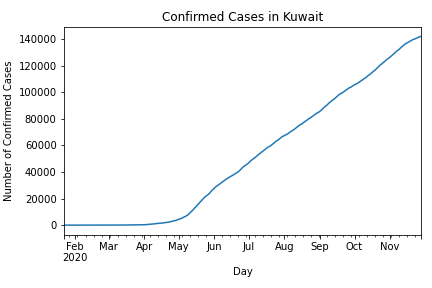 Confirmed Cases in Kuwait
Number of Confirmed Cases
140000
120000
100000
80000
60000
40000
20000
0
Feb Mar Apr May Jun Jul Aug Sep Oct Nov
2020
Day